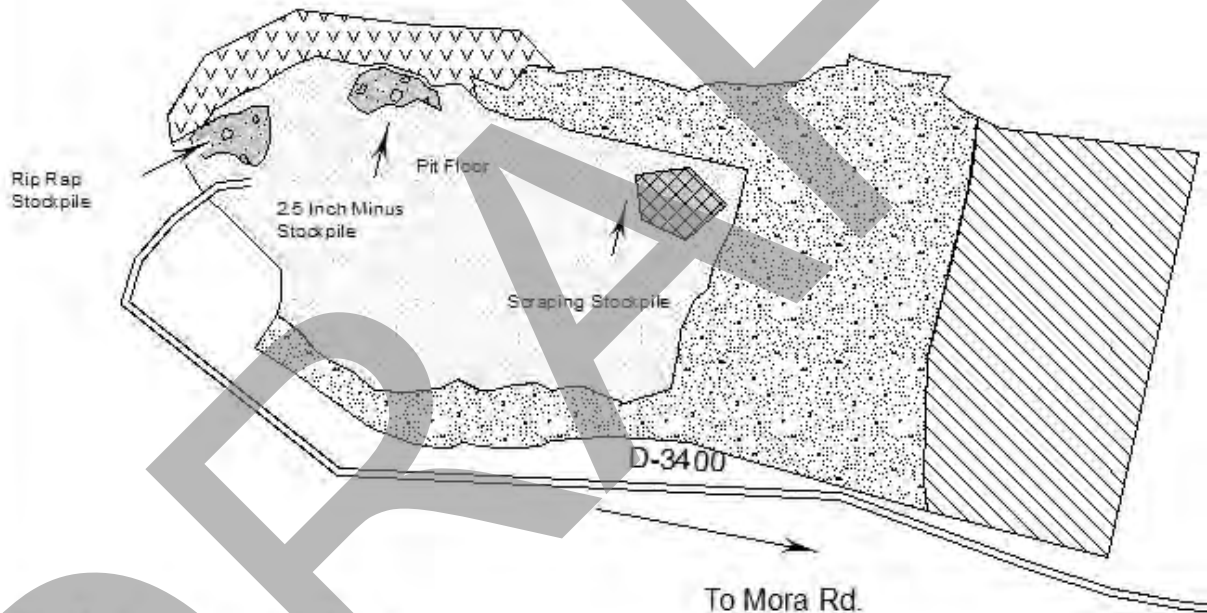 Rip Rap
Stockpile
2.5 Inch Minus
Stockpile
Pit Floor
Scraping Stockpile
D-3400
To Mora Rd.
DRAFT